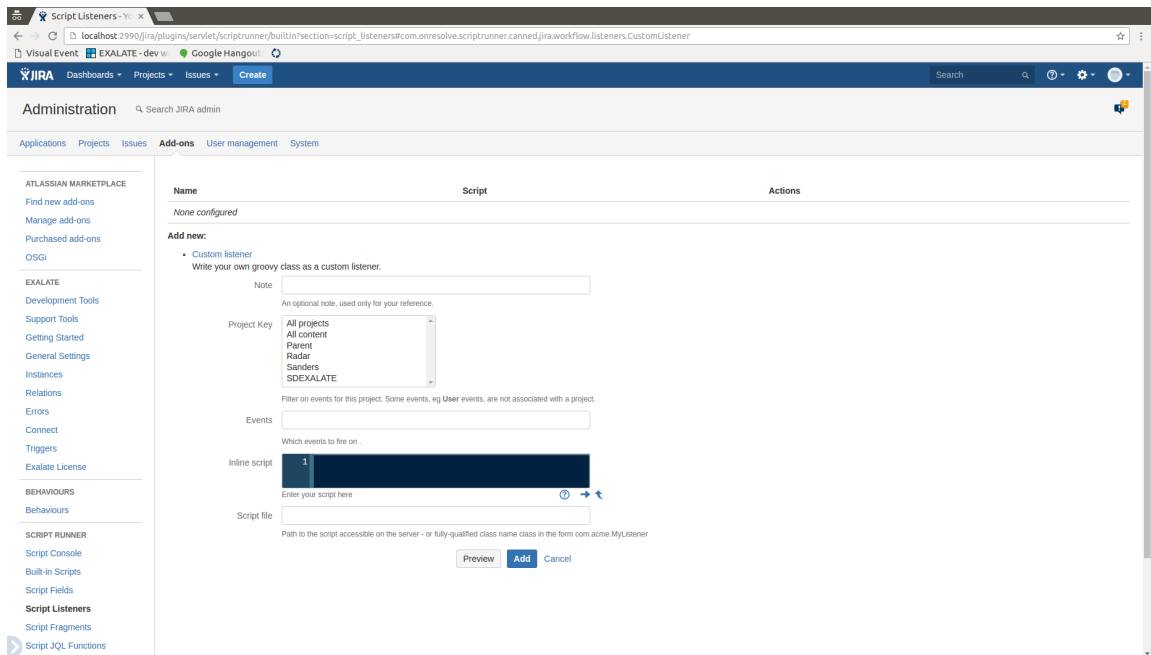 Script Listeners - Yo
localhost:2990/jira/plugins/servlet/scriptrunner/builtin?section=script_listeners#com.onresolve.scriptrunner.canned.jira.workflow.listeners.CustomListener
Visual Event EXALATE - dev w Google Hangout
JIRA Dashboards Projects Issues Create Search
Administration Search JIRA admin
Applications Projects Issues Add-ons User management System
ATLASSIAN MARKETPLACE
Find new add-ons
Manage add-ons
Purchased add-ons
OSGi
EXALATE
Development Tools
Support Tools
Getting Started
General Settings
Instances
Relations
Errors
Connect
Triggers
Exalate License
BEHAVIOURS
Behaviours
SCRIPT RUNNER
Script Console
Built-in Scripts
Script Fields
Script Listeners
Script Fragments
Script JQL Functions
Name Script Actions
None configured
Add new:
• Custom listener
Write your own groovy class as a custom listener.
Note
An optional note, used only for your reference.
Project Key
All projects
All content
Parent
Radar
Sanders
SDEXALATE
Filter on events for this project. Some events, eg User events, are not associated with a project.
Events
Which events to fire on .
Inline script
1
Enter your script here
Script file
Path to the script accessible on the server - or fully-qualified class name class in the form com.acme.MyListener
Preview Add Cancel